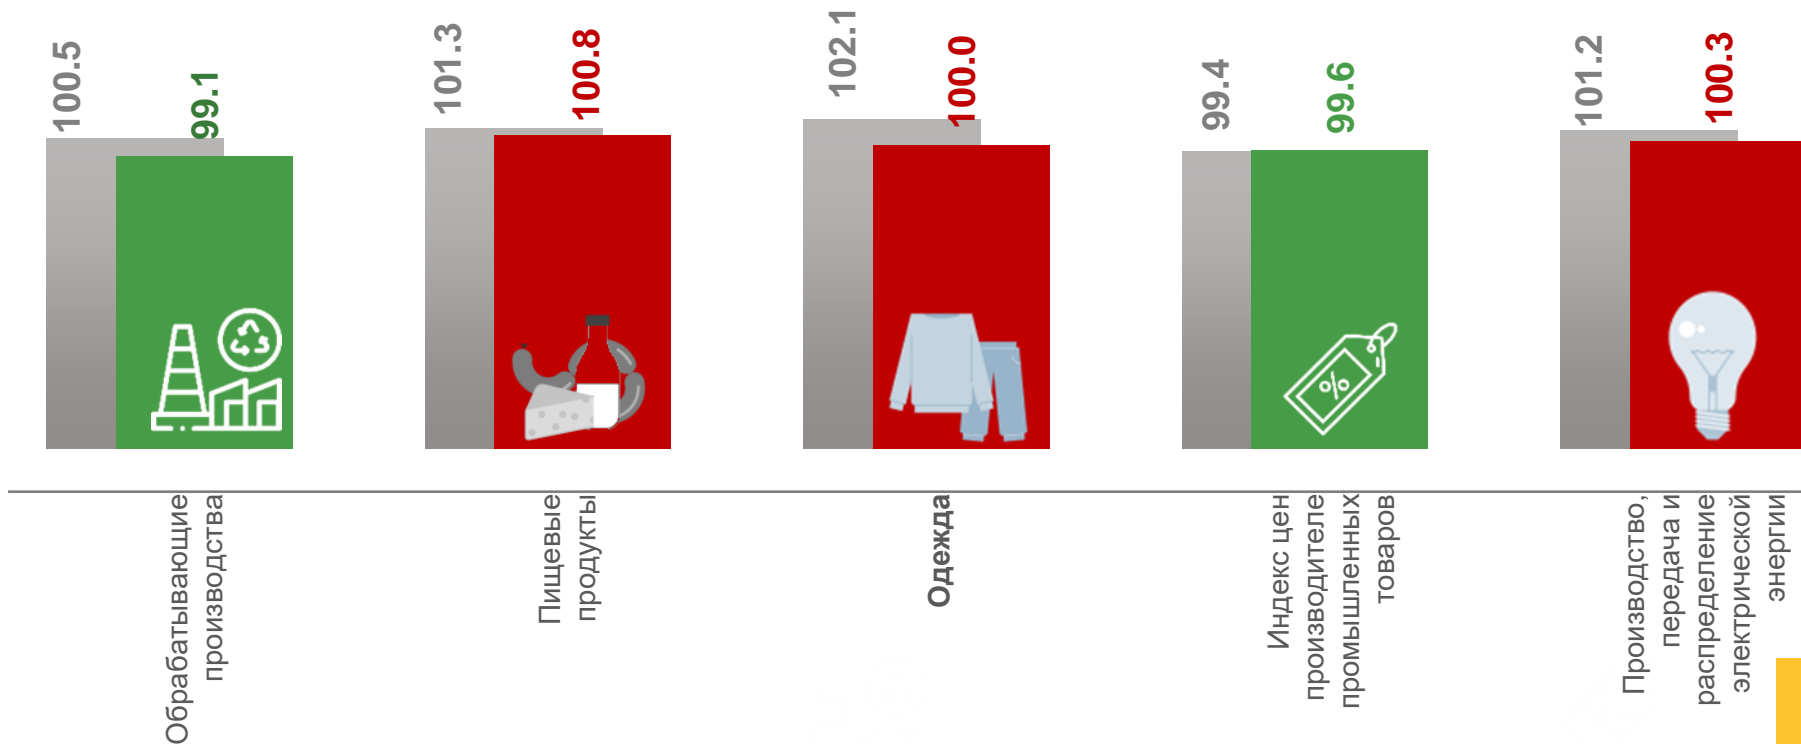 100.5
99.1
101.3
100.8
102.1
100.0
99.4
99.6
101.2
100.3
%
Обрабатывающие
производства
Пищевые
продукты
Одежда
Индекс цен
производителе
промышленных
товаров
Производство,
передача и
распределение
электрической
энергии